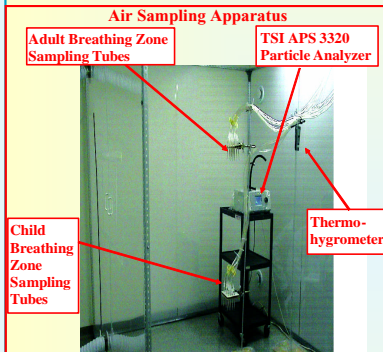 Air Sampling Apparatus
Adult Breathing Zone
Sampling Tubes
TSI APS 3320
Particle Analyzer
Child
Breathing
Zone
Sampling
Tubes
Thermo-
hygrometer